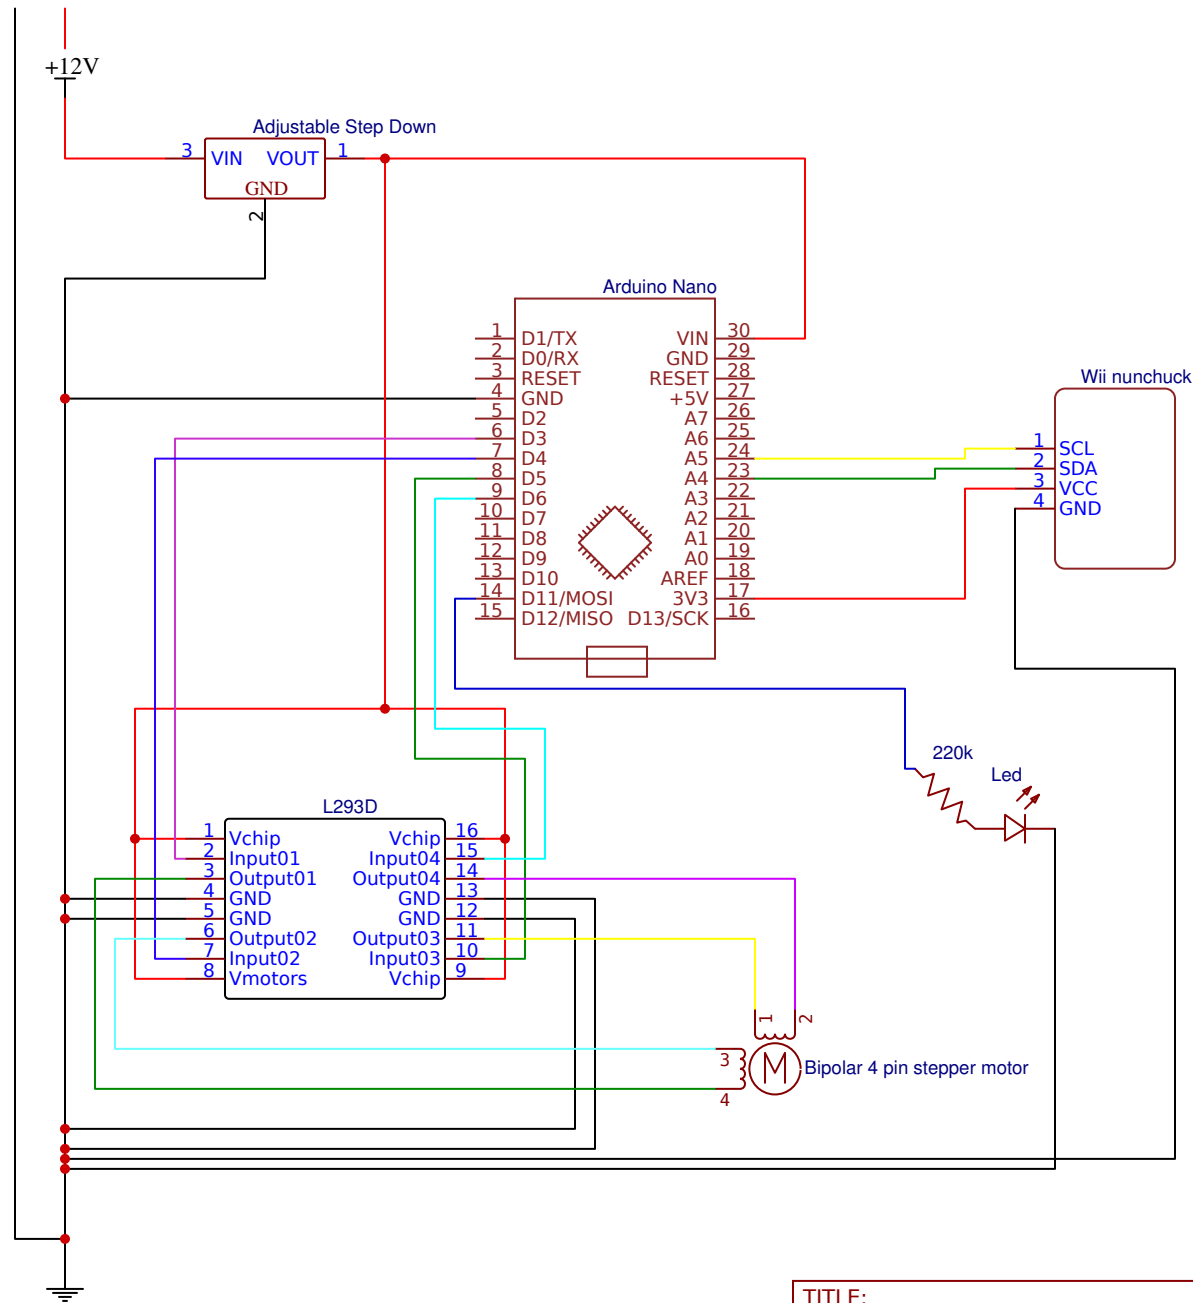 +12V
Adjustable Step Down
3 VIN VOUT 1
GND
2
Arduino Nano
1 D1/TX VIN 30
2 D0/RX GND 29
3 RESET RESET 28
4 GND +5V 27
5 D2 A7 26
6 D3 A6 25
7 D4 A5 24
8 D5 A4 23
9 D6 A3 22
10 D7 A2 21
11 D8 A1 20
12 D9 A0 19
13 D10 AREF 18
14 D11/MOSI 3V3 17
15 D12/MISO D13/SCK 16
Wii nunchuck
1 SCL
2 SDA
3 VCC
4 GND
220k
Led
L293D
1 Vchip Vchip 16
2 Input01 Input04 15
3 Output01 Output04 14
4 GND GND 13
5 GND GND 12
6 Output02 Output03 11
7 Input02 Input03 10
8 Vmotors Vchip 9
1 2
3 M Bipolar 4 pin stepper motor
4
TITLE: